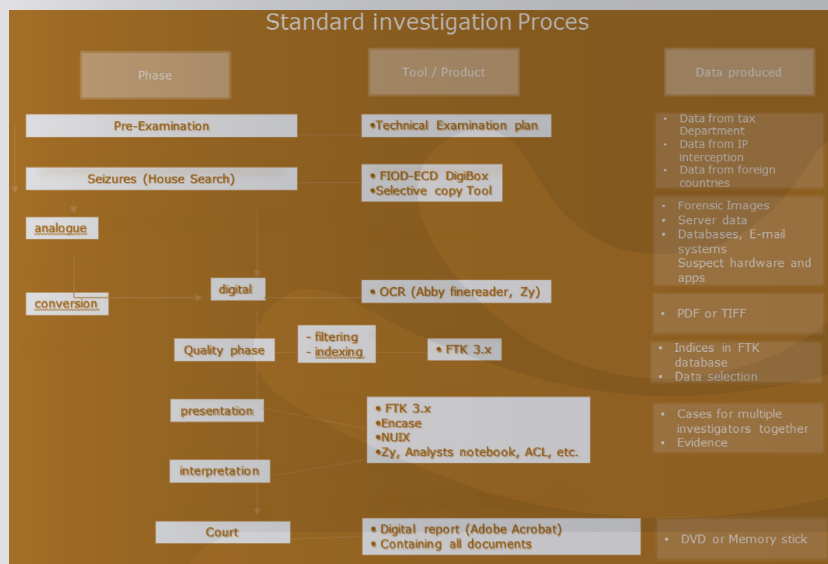 Standard investigation Proces
Phase
Tool / Product
Data produced
Pre-Examination
•Technical Examination plan
• Data from tax
Department
• Data from IP
interception
• Data from foreign
countries
Seizures (House Search)
• FIOD-ECD DigiBox
•Selective copy Tool
• Forensic Images
• Server data
• Databases, E-mail
systems
Suspect hardware and
apps
analogue
digital
• OCR (Abby finereader, Zy)
conversion
• PDF or TIFF
Quality phase
- filtering
- indexing
• FTK 3.x
• Indices in FTK
database
• Data selection
presentation
• FTK 3.x
•Encase
•NUIX
•Zy, Analysts notebook, ACL, etc.
• Cases for multiple
investigators together
• Evidence
interpretation
Court
• Digital report (Adobe Acrobat)
• Containing all documents
• DVD or Memory stick